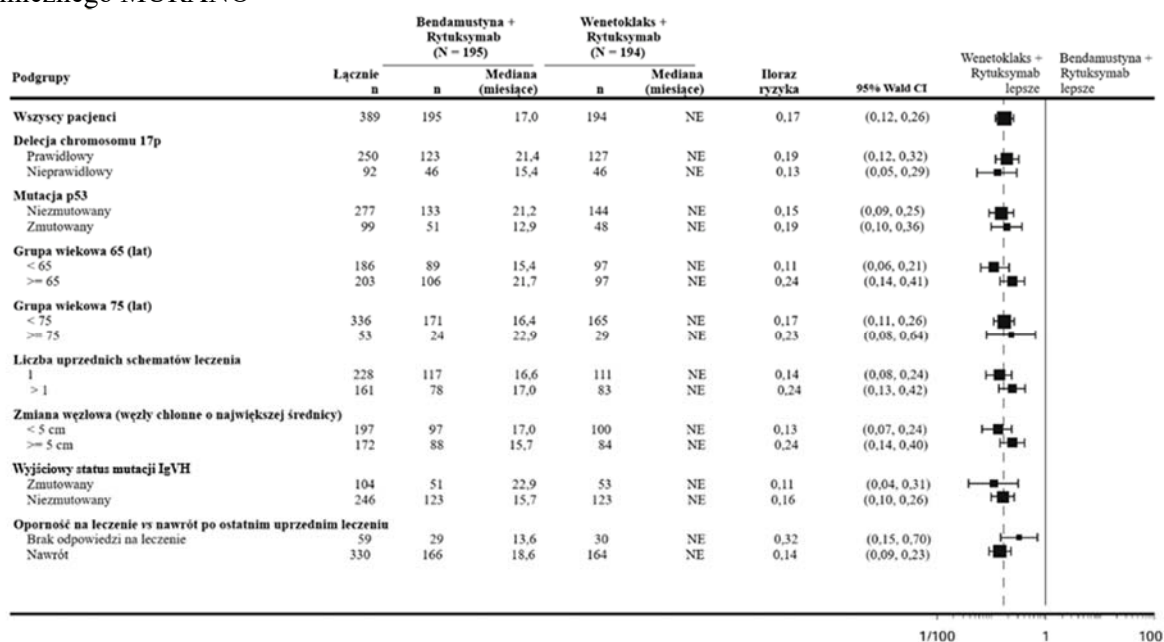 nicznego MURANO
Bendamustyna + Rytuksymab (N = 195) Wenetoklaks + Rytuksymab (N = 194) Wenetoklaks + Rytuksymab lepsze Bendamustyna + Rytuksymab lepsze
Podgrupy Łącznie n n Mediana (miesiące) n Mediana (miesiące) Iloraz ryzyka 95% Wald CI
Wszyscy pacjenci 389 195 17,0 194 NE 0,17 (0,12, 0,26)
Delecja chromosomu 17p
Prawidłowy 250 123 21,4 127 NE 0,19 (0,12, 0,32)
Nieprawidłowy 92 46 15,4 46 NE 0,13 (0,05, 0,29)
Mutacja p53
Niezmutowany 277 133 21,2 144 NE 0,15 (0,09, 0,25)
Zmutowany 99 51 12,9 48 NE 0,19 (0,10, 0,36)
Grupa wiekowa 65 (lat)
< 65 186 89 15,4 97 NE 0,11 (0,06, 0,21)
>= 65 203 106 21,7 97 NE 0,24 (0,14, 0,41)
Grupa wiekowa 75 (lat)
< 75 336 171 16,4 165 NE 0,17 (0,11, 0,26)
>= 75 53 24 22,9 29 NE 0,23 (0,08, 0,64)
Liczba uprzednich schematów leczenia
1 228 117 16,6 111 NE 0,14 (0,08, 0,24)
> 1 161 78 17,0 83 NE 0,24 (0,13, 0,42)
Zmiana węzłowa (węzły chłonne o największej średnicy)
< 5 cm 197 97 17,0 100 NE 0,13 (0,07, 0,24)
>= 5 cm 172 88 15,7 84 NE 0,24 (0,14, 0,40)
Wyjściowy status mutacji IgVH
Zmutowany 104 51 22,9 53 NE 0,11 (0,04, 0,31)
Niezmutowany 246 123 15,7 123 NE 0,16 (0,10, 0,26)
Oporność na leczenie vs nawrót po ostatnim uprzednim leczeniu
Brak odpowiedzi na leczenie 59 29 13,6 30 NE 0,32 (0,15, 0,70)
Nawrót 330 166 18,6 164 NE 0,14 (0,09, 0,23)
1/100 1 100